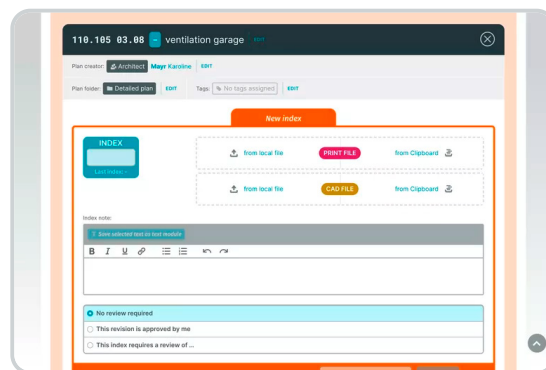 110.105 03.08 - ventilation garage EDIT
Plan creator: Architect Mayr Karoline EDIT
Plan folder: Detailed plan EDIT Tags: No tags assigned EDIT
New index
INDEX
Last index: -
from local file PRINT FILE from Clipboard
from local file CAD FILE from Clipboard
Index note:
Save selected text as text module
B I U
No review required
This revision is approved by me
This index requires a review of ...